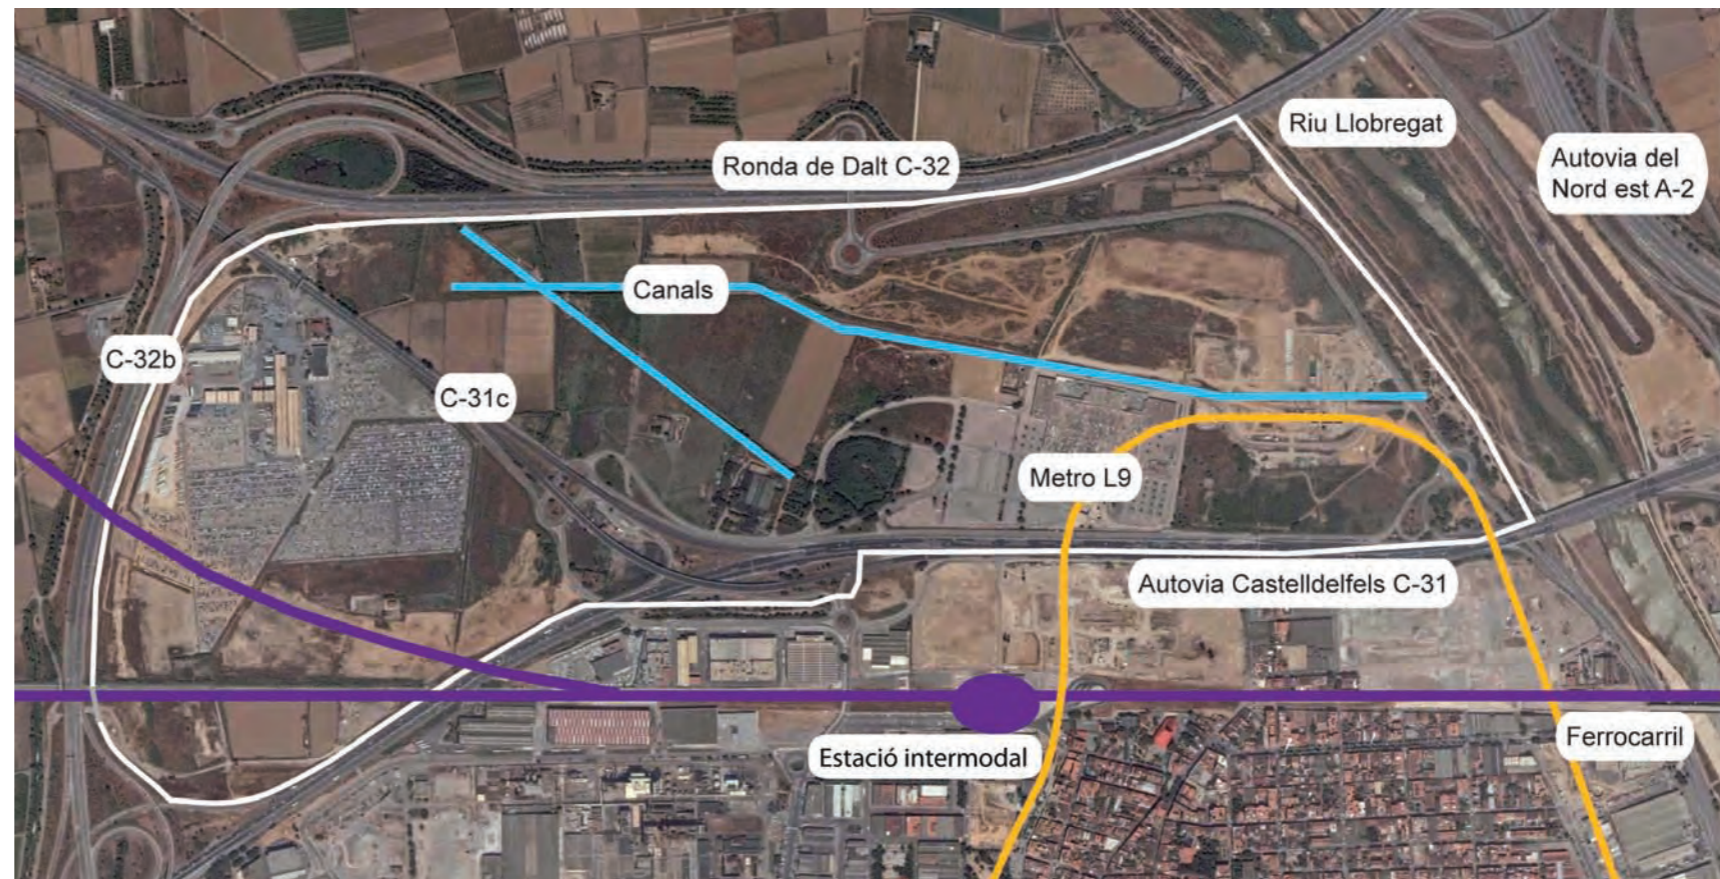 Riu Llobregat
Ronda de Dalt C-32
Autovia del
Nord est A-2
Canals
C-32b
C-31c
Metro L9
Autovia Castelldelfels C-31
Estació intermodal
Ferrocarril